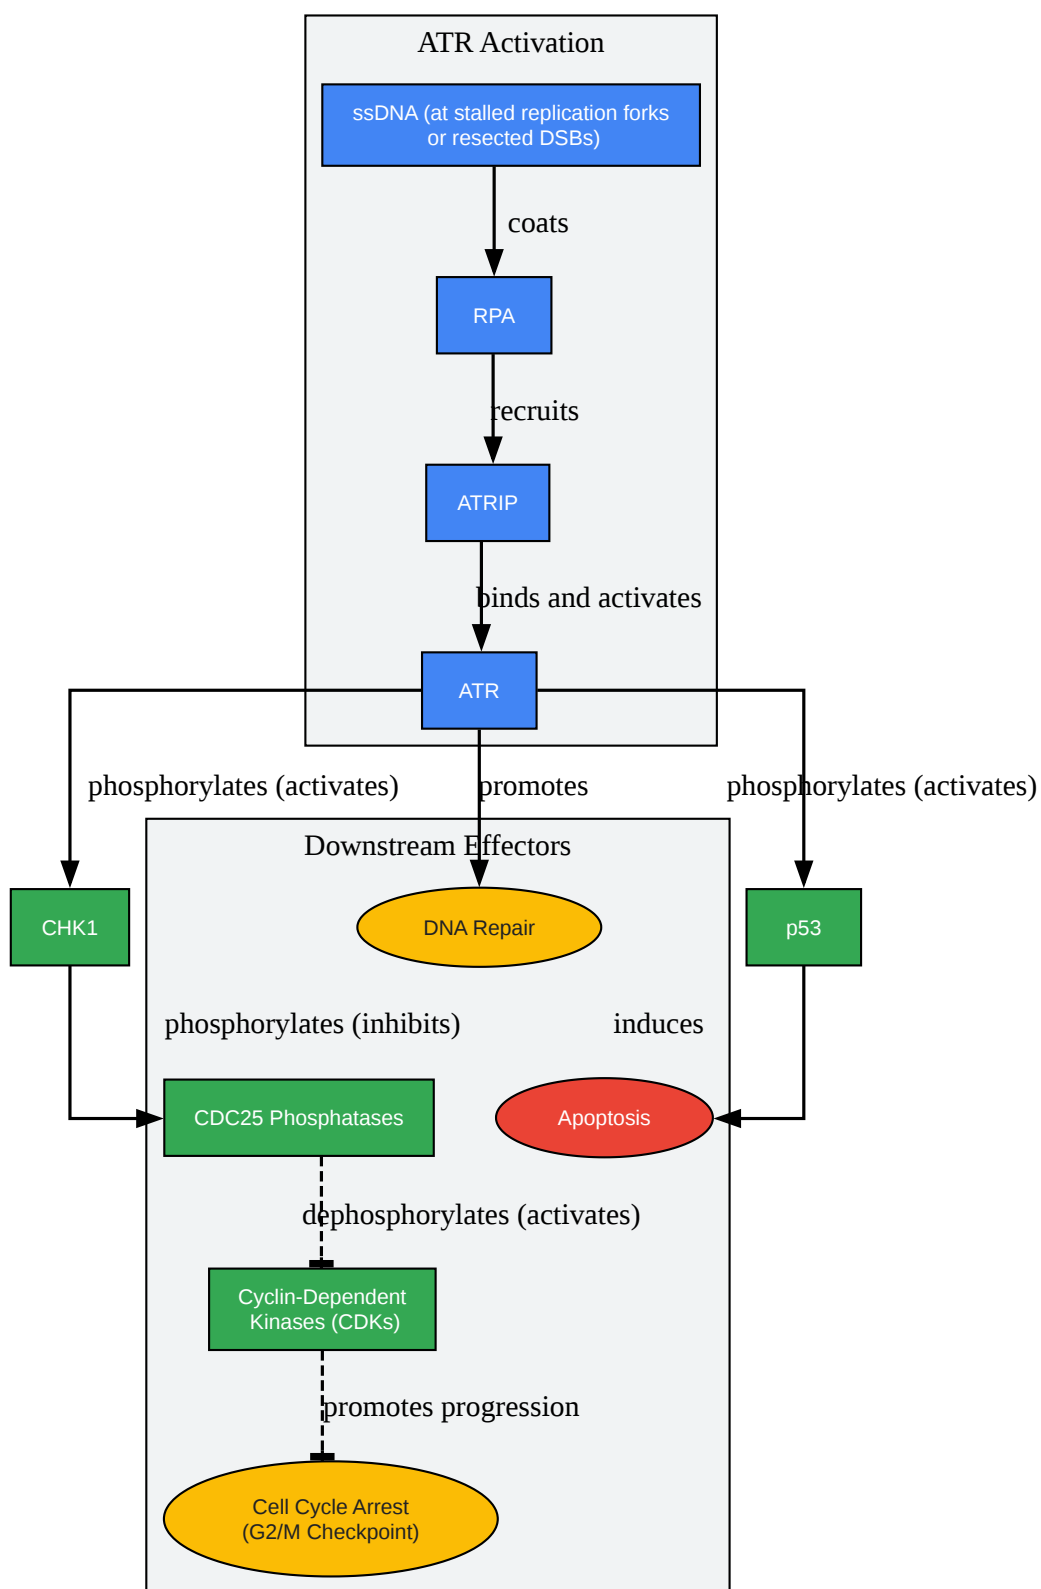 ATR Activation
ssDNA (at stalled replication forks
or resected DSBs)
coats
RPA
recruits
ATRIP
binds and activates
ATR
phosphorylates (activates)
promotes
phosphorylates (activates)
Downstream Effectors
CHK1
DNA Repair
p53
phosphorylates (inhibits)
induces
CDC25 Phosphatases
Apoptosis
dephosphorylates (activates)
Cyclin-Dependent
Kinases (CDKs)
promotes progression
Cell Cycle Arrest
(G2/M Checkpoint)